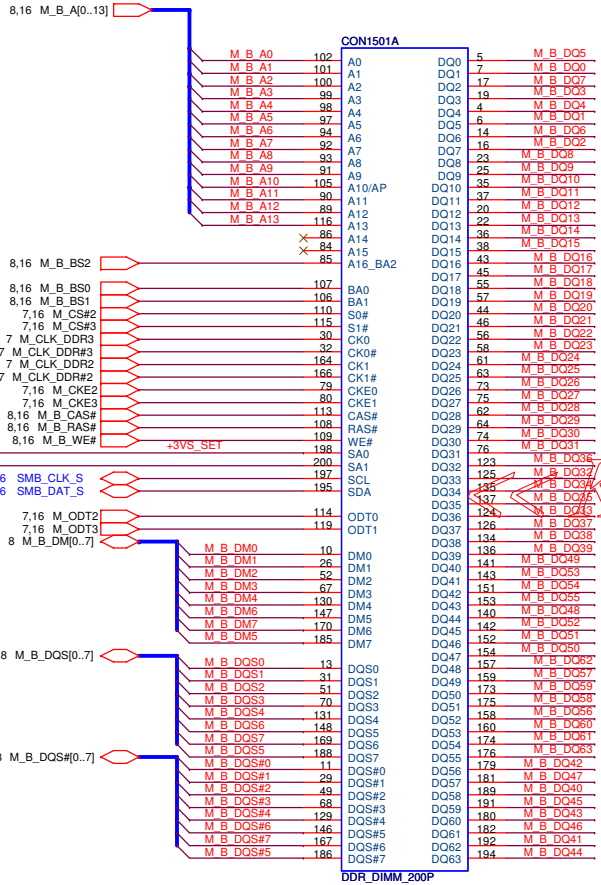 8,16 M_B_A[0..13]
CON1501A
M_B_A0 102 A0 DQ0 5 M_B_DQ5
M_B_A1 101 A1 DQ1 7 M_B_DQ0
M_B_A2 100 A2 DQ2 17 M_B_DQ7
M_B_A3 99 A3 DQ3 19 M_B_DQ3
M_B_A4 98 A4 DQ4 4 M_B_DQ4
M_B_A5 97 A5 DQ5 6 M_B_DQ1
M_B_A6 94 A6 DQ6 14 M_B_DQ6
M_B_A7 92 A7 DQ7 16 M_B_DQ2
M_B_A8 93 A8 DQ8 23 M_B_DQ8
M_B_A9 91 A9 DQ9 25 M_B_DQ9
M_B_A10 105 A10/AP DQ10 35 M_B_DQ10
M_B_A11 90 A11 DQ11 37 M_B_DQ11
M_B_A12 89 A12 DQ12 20 M_B_DQ12
M_B_A13 116 A13 DQ13 22 M_B_DQ13
86 A14 DQ14 36 M_B_DQ14
84 A15 DQ15 38 M_B_DQ15
8,16 M_B_BS2 85 A16_BA2 DQ16 43 M_B_DQ16
DQ17 45 M_B_DQ17
8,16 M_B_BS0 107 BA0 DQ18 55 M_B_DQ18
8,16 M_B_BS1 106 BA1 DQ19 57 M_B_DQ19
7,16 M_CS#2 110 S0# DQ20 44 M_B_DQ20
7,16 M_CS#3 115 S1# DQ21 46 M_B_DQ21
7 M_CLK_DDR3 30 CK0 DQ22 56 M_B_DQ22
7 M_CLK_DDR#3 32 CK0# DQ23 58 M_B_DQ23
7 M_CLK_DDR2 164 CK1 DQ24 61 M_B_DQ24
7 M_CLK_DDR#2 166 CK1# DQ25 63 M_B_DQ25
7,16 M_CKE2 79 CKE0 DQ26 73 M_B_DQ26
7,16 M_CKE3 80 CKE1 DQ27 75 M_B_DQ27
8,16 M_B_CAS# 113 CAS# DQ28 62 M_B_DQ28
8,16 M_B_RAS# 108 RAS# DQ29 64 M_B_DQ29
8,16 M_B_WE# 109 WE# DQ30 74 M_B_DQ30
+3VS_SET 198 SA0 DQ31 76 M_B_DQ31
200 SA1 DQ32 123 M_B_DQ36
6 SMB_CLK_S 197 SCL DQ33 125 M_B_DQ32
6 SMB_DAT_S 195 SDA DQ34 135 M_B_DQ34
DQ35 137 M_B_DQ35
7,16 M_ODT2 114 ODT0 DQ36 124 M_B_DQ33
7,16 M_ODT3 119 ODT1 DQ37 126 M_B_DQ37
8 M_B_DM[0..7] DQ38 134 M_B_DQ38
M_B_DM0 10 DM0 DQ39 136 M_B_DQ39
M_B_DM1 26 DM1 DQ40 141 M_B_DQ49
M_B_DM2 52 DM2 DQ41 143 M_B_DQ53
M_B_DM3 67 DM3 DQ42 151 M_B_DQ54
M_B_DM4 130 DM4 DQ43 153 M_B_DQ55
M_B_DM6 147 DM5 DQ44 140 M_B_DQ48
M_B_DM7 170 DM6 DQ45 142 M_B_DQ52
M_B_DM5 185 DM7 DQ46 152 M_B_DQ51
8 M_B_DQS[0..7] DQ47 154 M_B_DQ50
M_B_DQS0 13 DQS0 DQ48 157 M_B_DQ62
M_B_DQS1 31 DQS1 DQ49 159 M_B_DQ57
M_B_DQS2 51 DQS2 DQ50 173 M_B_DQ59
M_B_DQS3 70 DQS3 DQ51 175 M_B_DQ58
M_B_DQS4 131 DQS4 DQ52 158 M_B_DQ56
M_B_DQS6 148 DQS5 DQ53 160 M_B_DQ60
M_B_DQS7 169 DQS6 DQ54 174 M_B_DQ61
M_B_DQS5 188 DQS7 DQ55 176 M_B_DQ63
M_B_DQS#[0..7] M_B_DQS#0 11 DQS#0 DQ56 179 M_B_DQ42
M_B_DQS#1 29 DQS#1 DQ57 181 M_B_DQ47
M_B_DQS#2 49 DQS#2 DQ58 189 M_B_DQ40
M_B_DQS#3 68 DQS#3 DQ59 191 M_B_DQ45
M_B_DQS#4 129 DQS#4 DQ60 180 M_B_DQ43
M_B_DQS#6 146 DQS#5 DQ61 182 M_B_DQ46
M_B_DQS#7 167 DQS#6 DQ62 192 M_B_DQ41
M_B_DQS#5 186 DQS#7 DQ63 194 M_B_DQ44
DDR_DIMM_200P